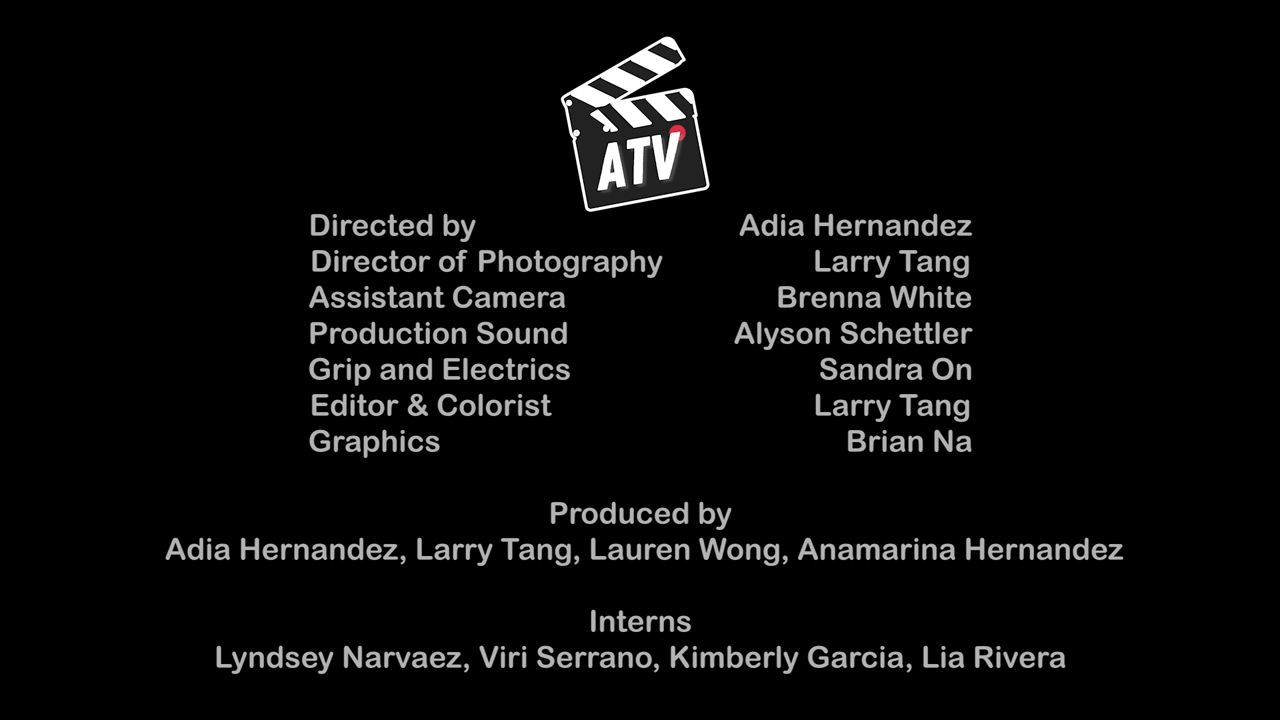 ATV
Directed by Adia Hernandez
Director of Photography Larry Tang
Assistant Camera Brenna White
Production Sound Alyson Schettler
Grip and Electrics Sandra On
Editor & Colorist Larry Tang
Graphics Brian Na
Produced by
Adia Hernandez, Larry Tang, Lauren Wong, Anamarina Hernandez
Interns
Lyndsey Narvaez, Viri Serrano, Kimberly Garcia, Lia Rivera